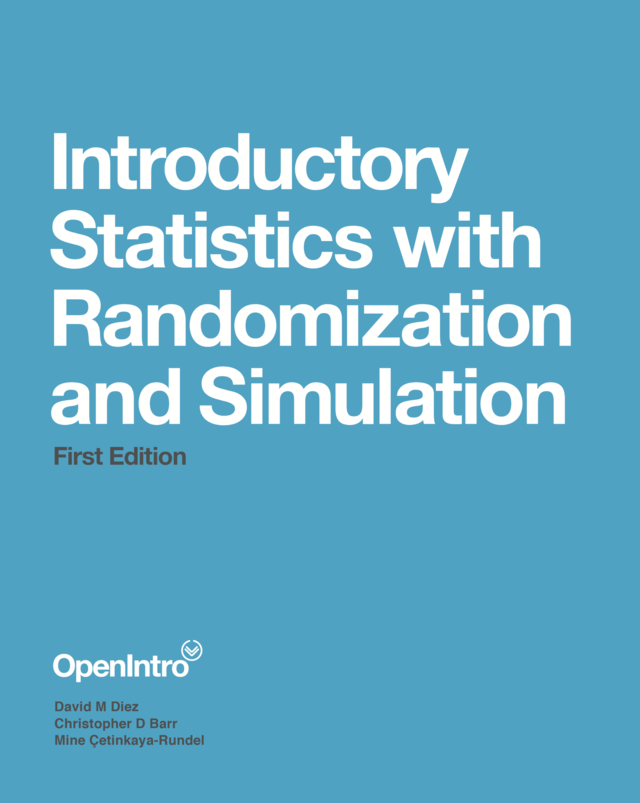 Introductory
Statistics with
Randomization
and Simulation
First Edition
OpenIntro
David M Diez
Christopher D Barr
Mine Çetinkaya-Rundel